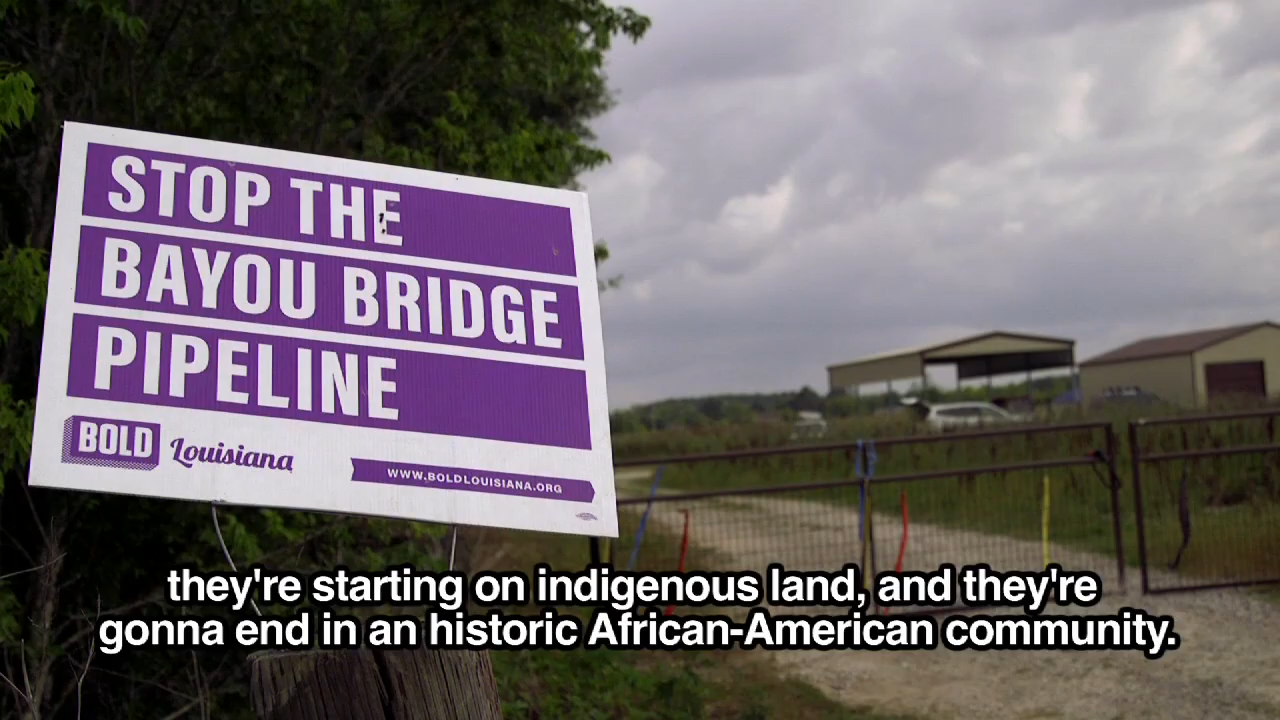 STOP THE
BAYOU BRIDGE
PIPELINE
BOLD Louisiana
WWW.BOLDLOUISIANA.ORG
they're starting on indigenous land, and they're
gonna end in an historic African-American community.